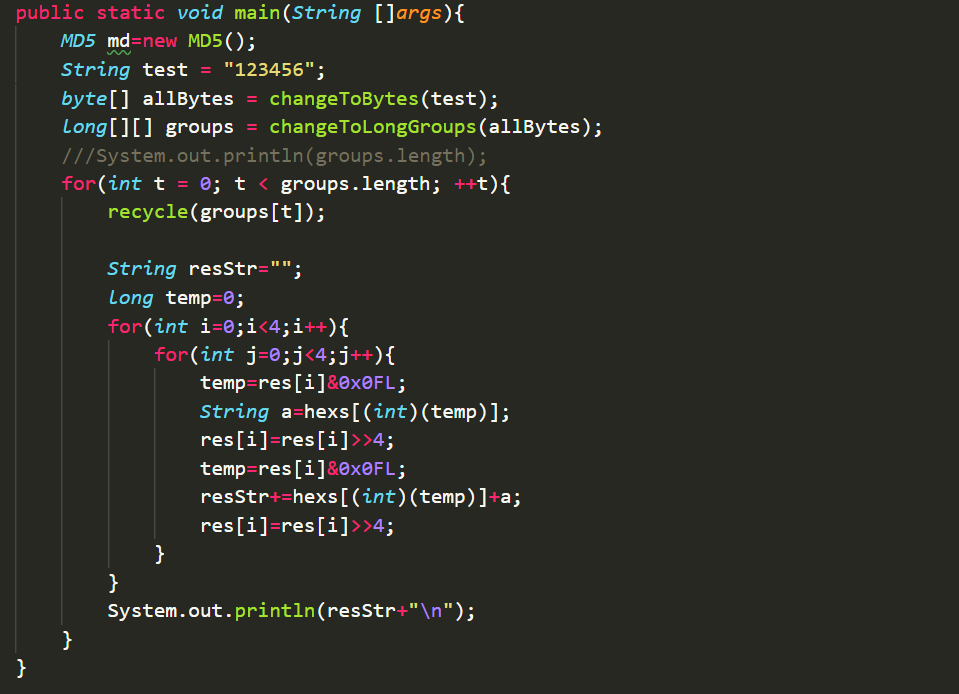 public static void main(String []args){
    MD5 md=new MD5();
    String test = "123456";
    byte[] allBytes = changeToBytes(test);
    long[][] groups = changeToLongGroups(allBytes);
    ///System.out.println(groups.length);
    for(int t = 0; t < groups.length; ++t){
        recycle(groups[t]);

        String resStr="";
        long temp=0;
        for(int i=0;i<4;i++){
            for(int j=0;j<4;j++){
                temp=res[i]&0x0FL;
                String a=hexs[(int)(temp)];
                res[i]=res[i]>>4;
                temp=res[i]&0x0FL;
                resStr+=hexs[(int)(temp)]+a;
                res[i]=res[i]>>4;
            }
        }
        System.out.println(resStr+"\n");
    }
}